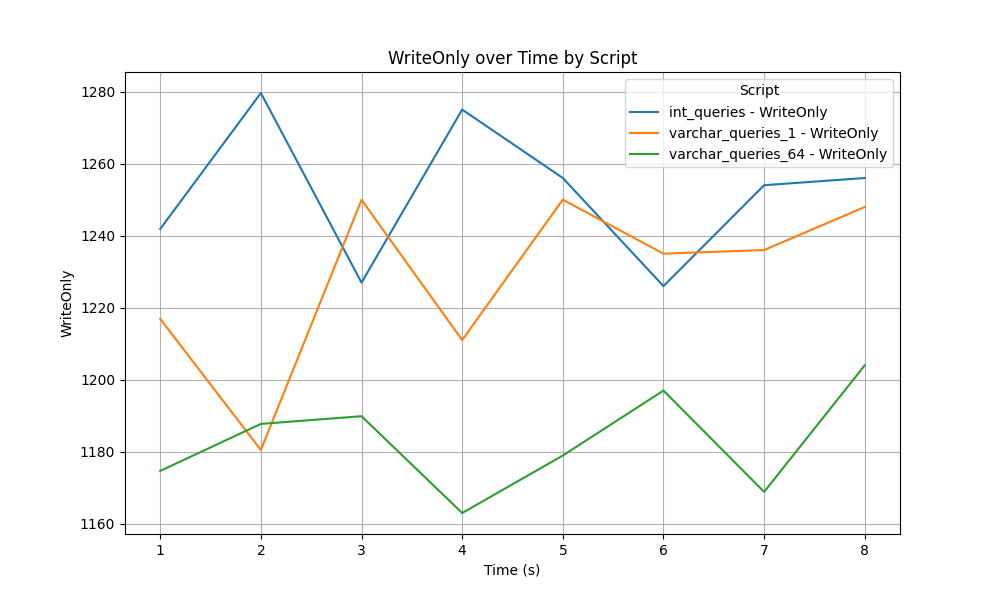 WriteOnly over Time by Script
Script
int_queries - WriteOnly
varchar_queries_1 - WriteOnly
varchar_queries_64 - WriteOnly
WriteOnly
1280
1260
1240
1220
1200
1180
1160
1 2 3 4 5 6 7 8
Time (s)